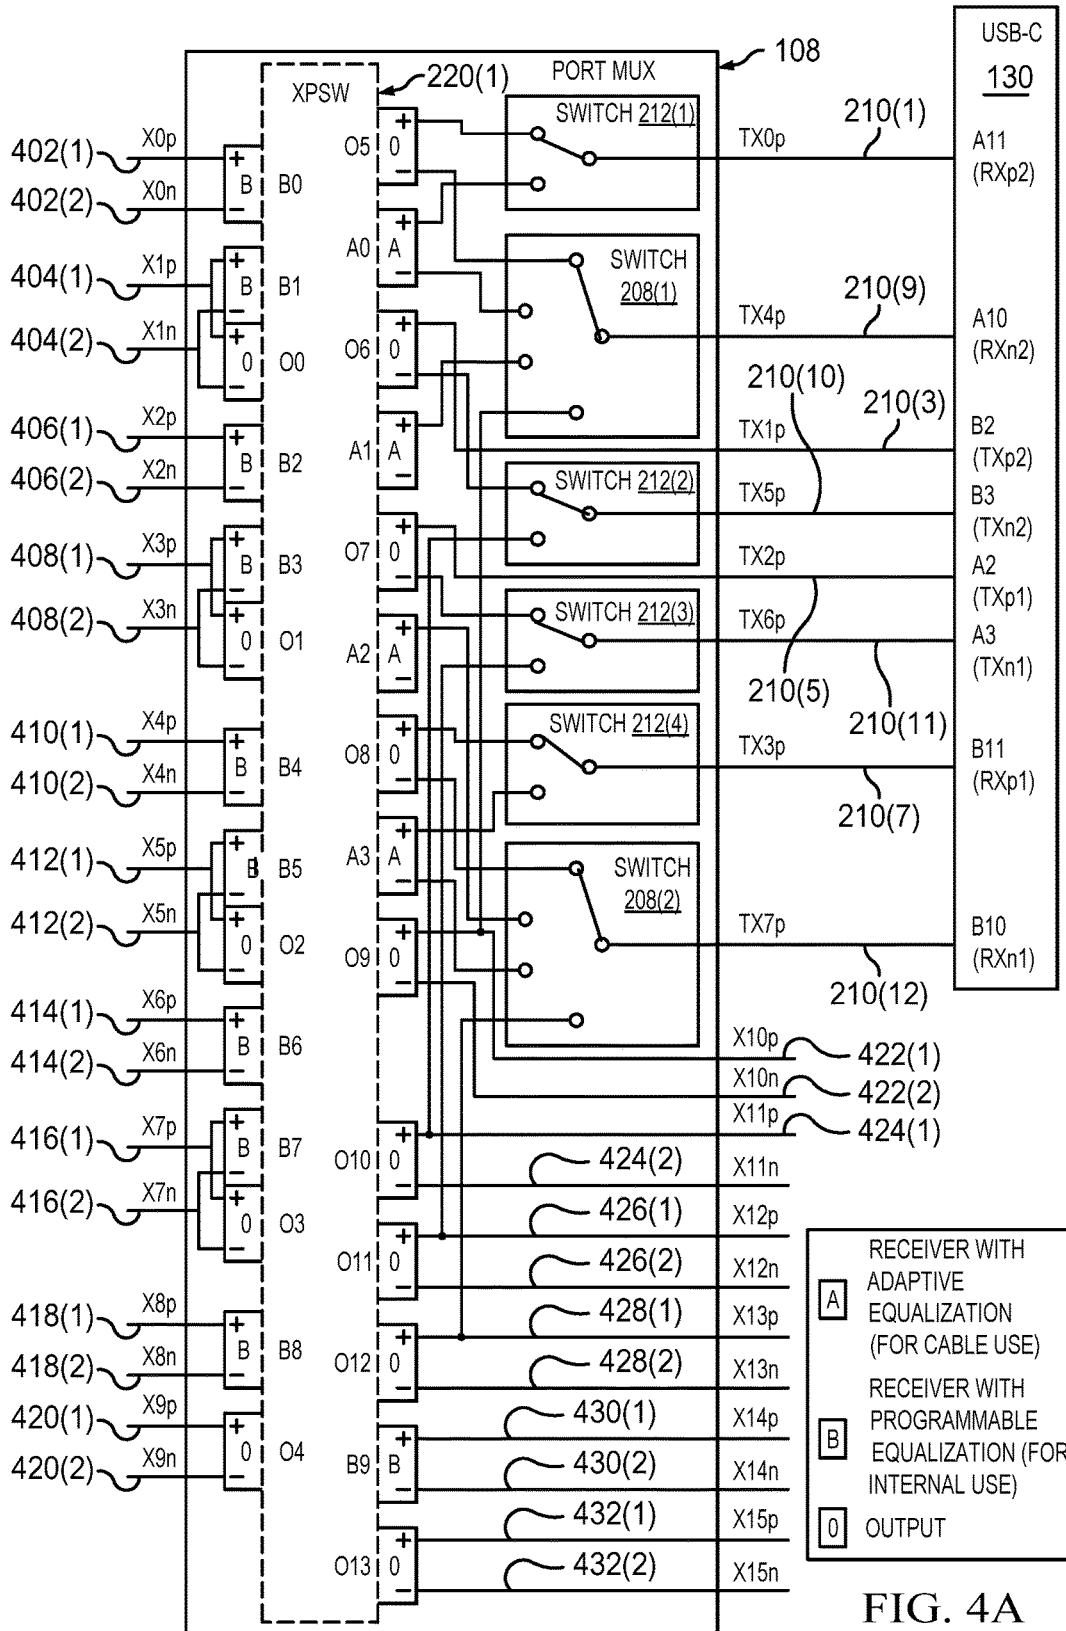 108
PORT MUX
220(1)
XPSW
USB-C
130
402(1)
X0p
402(2)
X0n
+
B
−
B0
404(1)
X1p
404(2)
X1n
+
B
−
B1
+
0
−
O0
406(1)
X2p
406(2)
X2n
+
B
−
B2
408(1)
X3p
408(2)
X3n
+
B
−
B3
+
0
−
O1
410(1)
X4p
410(2)
X4n
+
B
−
B4
412(1)
X5p
412(2)
X5n
+
B
−
B5
+
0
−
O2
414(1)
X6p
414(2)
X6n
+
B
−
B6
416(1)
X7p
416(2)
X7n
+
B
−
B7
+
0
−
O3
418(1)
X8p
418(2)
X8n
+
B
−
B8
420(1)
X9p
420(2)
X9n
+
0
−
O4
O5
+
0
−
A0
+
A
−
O6
+
0
−
A1
+
A
−
O7
+
0
−
A2
+
A
−
O8
+
0
−
A3
+
A
−
O9
+
0
−
O10
+
0
−
O11
+
0
−
O12
+
0
−
B9
+
B
−
O13
+
0
−
SWITCH 212(1)
SWITCH
208(1)
SWITCH 212(2)
SWITCH 212(3)
SWITCH 212(4)
SWITCH
208(2)
TX0p
210(1)
A11
(RXp2)
TX4p
210(9)
A10
(RXn2)
210(10)
TX1p
210(3)
B2
(TXp2)
TX5p
B3
(TXn2)
TX2p
A2
(TXp1)
TX6p
A3
(TXn1)
210(5)
210(11)
TX3p
B11
(RXp1)
210(7)
TX7p
B10
(RXn1)
210(12)
X10p
422(1)
X10n
422(2)
X11p
424(1)
424(2)
X11n
426(1)
X12p
426(2)
X12n
428(1)
X13p
428(2)
X13n
430(1)
X14p
430(2)
X14n
432(1)
X15p
432(2)
X15n
A
RECEIVER WITH
ADAPTIVE
EQUALIZATION
(FOR CABLE USE)
B
RECEIVER WITH
PROGRAMMABLE
EQUALIZATION (FOR
INTERNAL USE)
0
OUTPUT
FIG. 4A